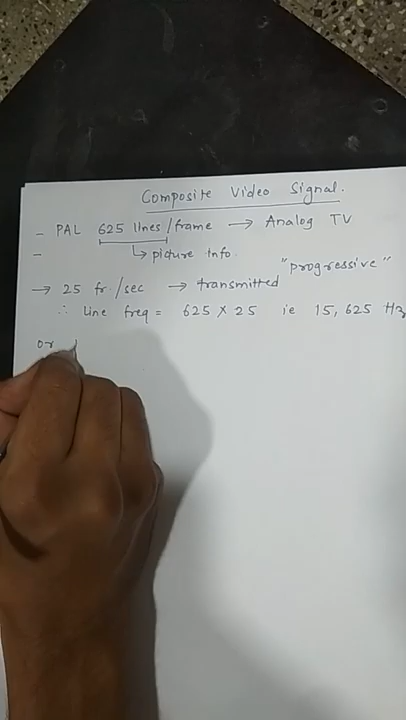 Composite Video Signal.
- PAL 625 lines/frame → Analog TV
- ↳ picture info.
"progressive"
→ 25 fr./sec → transmitted
∴ Line freq = 625 X 25 ie 15,625 Hz
or